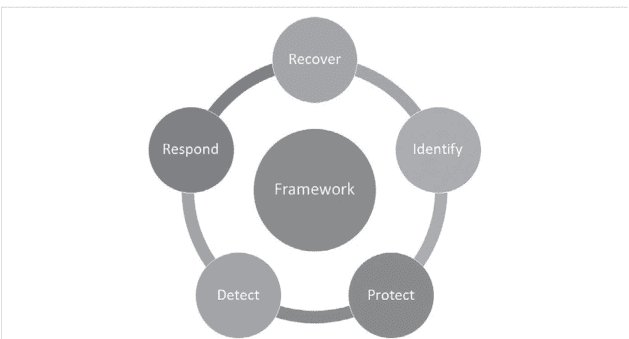 Recover
Respond
Identify
Framework
Detect
Protect